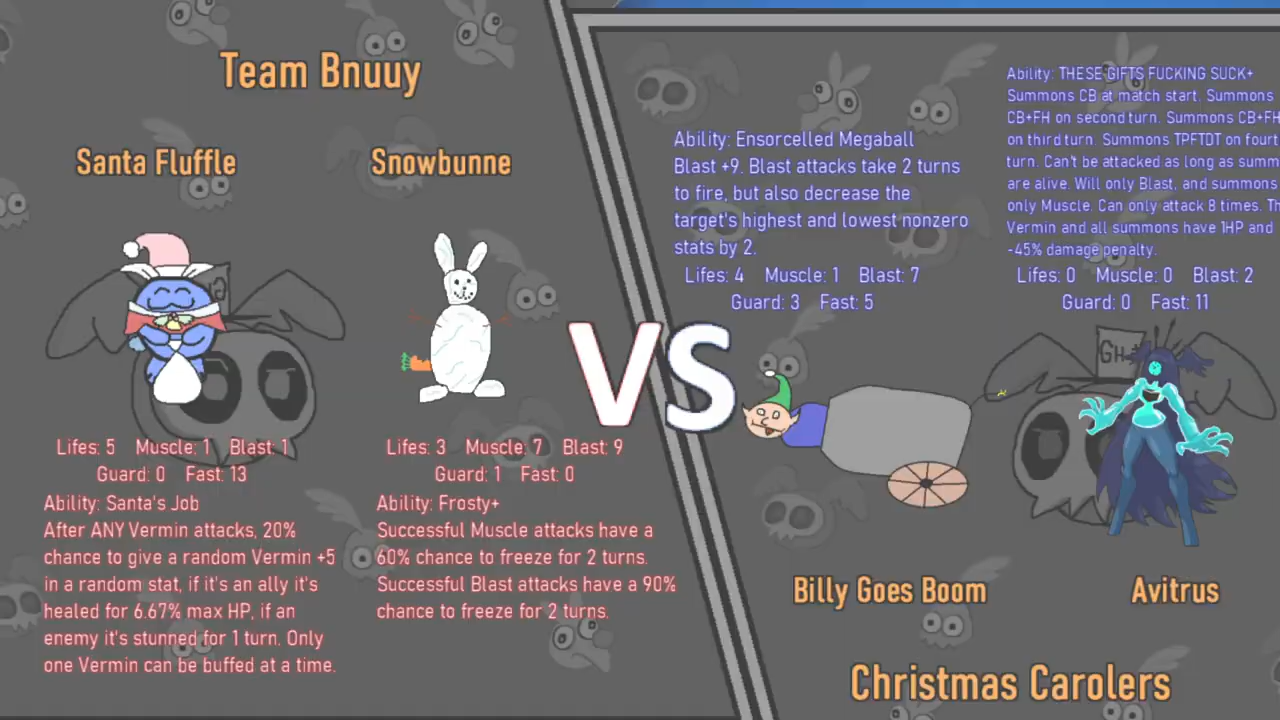 Team Bnuuy
Santa Fluffle
Snowbunne
Lifes: 5 Muscle: 1 Blast: 1
Guard: 0 Fast: 13
Ability: Santa's Job
After ANY Vermin attacks, 20%
chance to give a random Vermin +5
in a random stat, if it's an ally it's
healed for 6.67% max HP, if an
enemy it's stunned for 1 turn. Only
one Vermin can be buffed at a time.
Lifes: 3 Muscle: 7 Blast: 9
Guard: 1 Fast: 0
Ability: Frosty+
Successful Muscle attacks have a
60% chance to freeze for 2 turns.
Successful Blast attacks have a 90%
chance to freeze for 2 turns.
VS
Ability: Ensorcelled Megaball
Blast +9. Blast attacks take 2 turns
to fire, but also decrease the
target's highest and lowest nonzero
stats by 2.
Lifes: 4 Muscle: 1 Blast: 7
Guard: 3 Fast: 5
Ability: THESE GIFTS FUCKING SUCK+
Summons CB at match start. Summons
CB+FH on second turn. Summons CB+FH
on third turn. Summons TPFTDT on fourt
turn. Can't be attacked as long as summ
are alive. Will only Blast, and summons
only Muscle. Can only attack 8 times. Th
Vermin and all summons have 1HP and
-45% damage penalty.
Lifes: 0 Muscle: 0 Blast: 2
Guard: 0 Fast: 11
Billy Goes Boom
Avitrus
Christmas Carolers